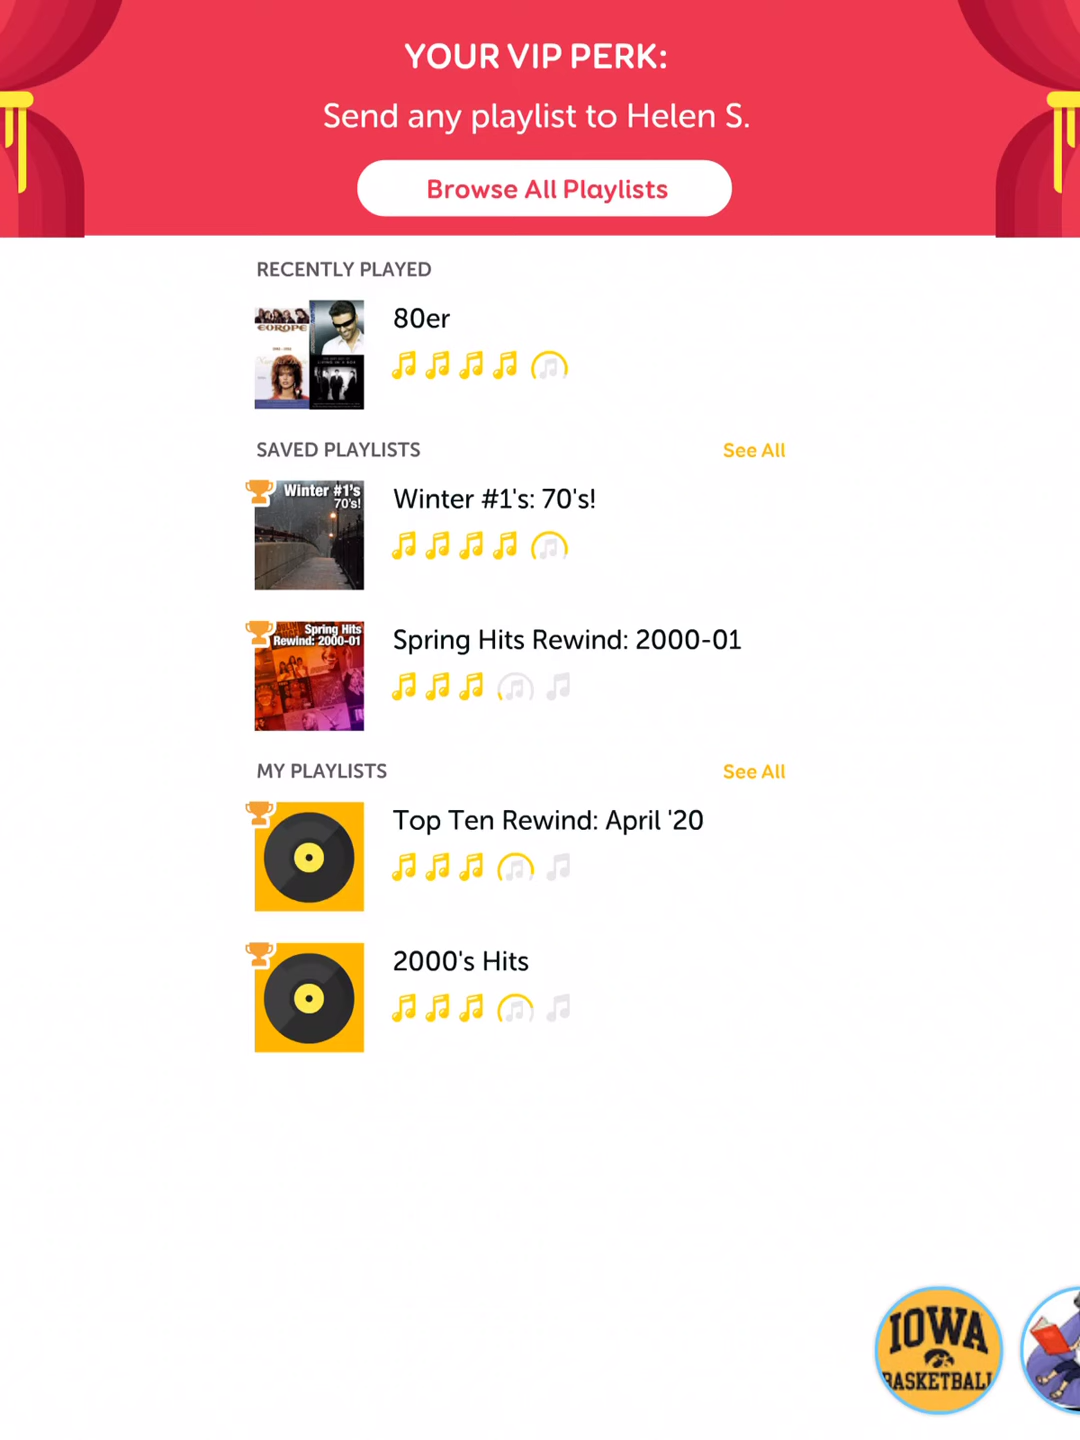 YOUR VIP PERK:
Send any playlist to Helen S.
Browse All Playlists
RECENTLY PLAYED
EUROPE
80er
SAVED PLAYLISTS
See All
Winter #1's
70's!
Winter #1's: 70's!
Spring Hits
Rewind: 2000-01
Spring Hits Rewind: 2000-01
MY PLAYLISTS
See All
Top Ten Rewind: April '20
2000's Hits
IOWA
BASKETBALL